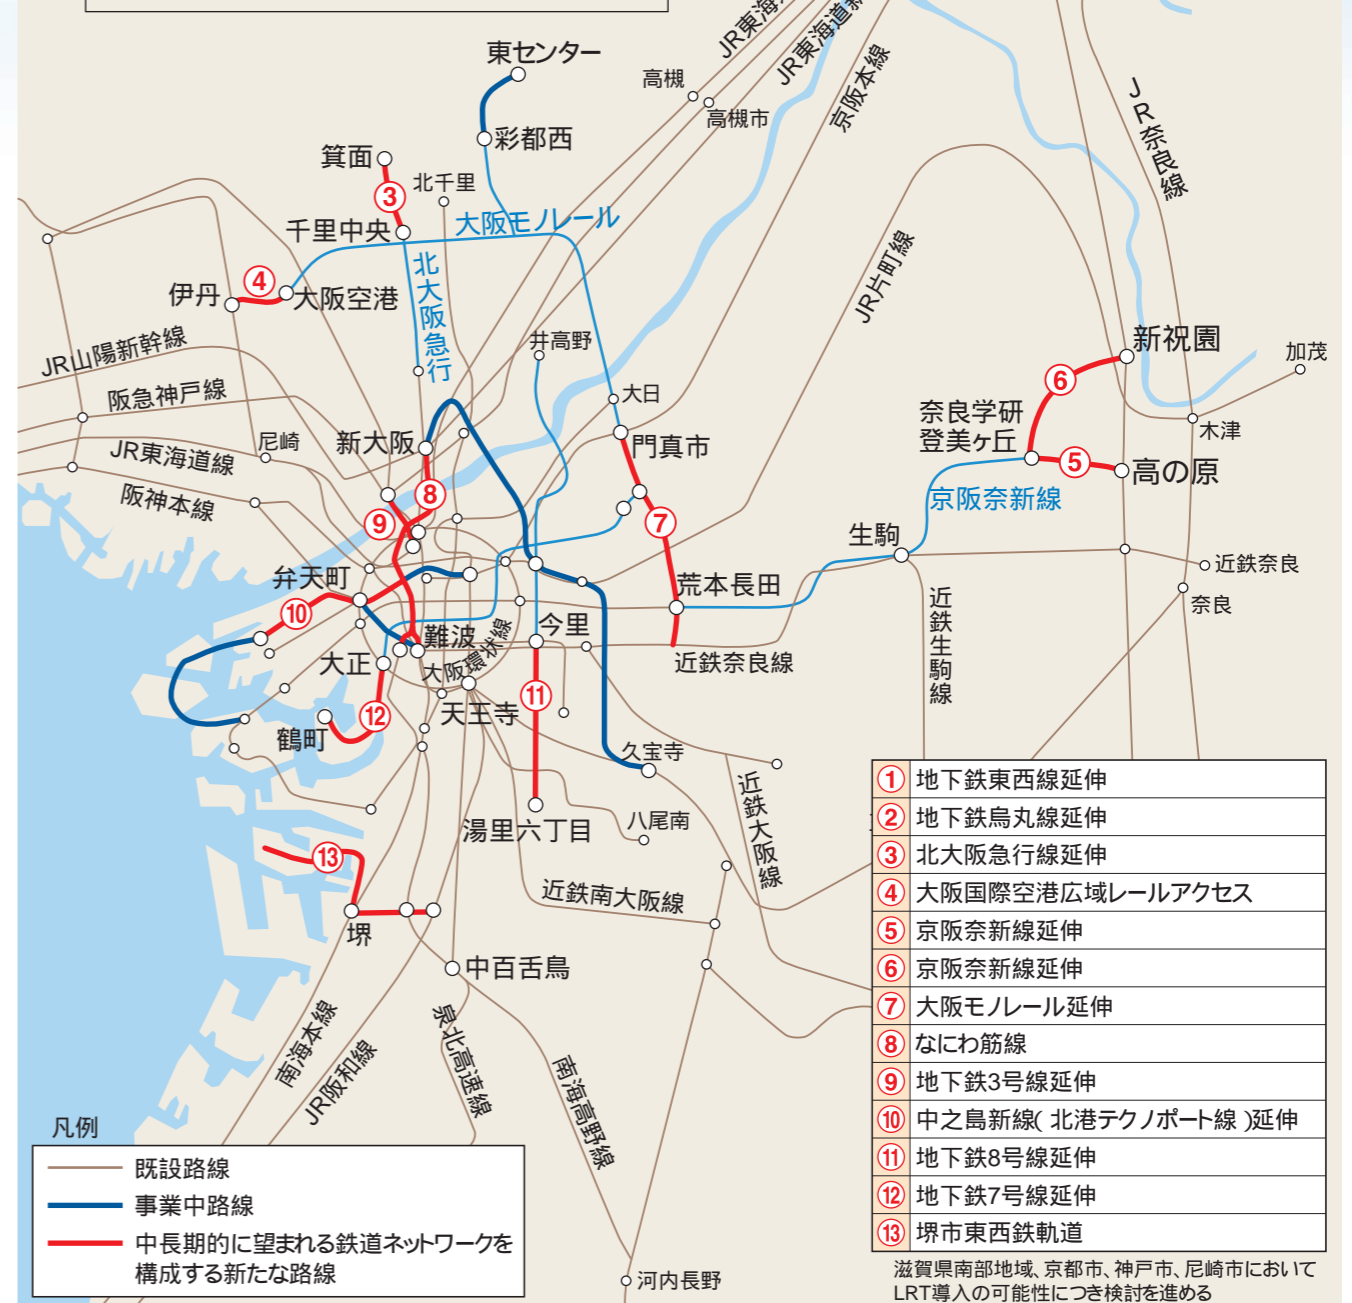 JR東海
JR東海道新
東センター
高槻
高槻市
京阪本線
JR奈良線
彩都西
箕面
③
北千里
大阪モノレール
千里中央
北大阪急行
④
伊丹
大阪空港
JR片町線
井高野
新祝園
加茂
JR山陽新幹線
⑥
阪急神戸線
大日
奈良学研
登美ヶ丘
木津
尼崎
新大阪
門真市
JR東海道線
⑤
高の原
阪神本線
⑧
京阪奈新線
⑨
⑦
生駒
近鉄奈良
弁天町
荒本長田
近鉄生駒線
奈良
⑩
難波
今里
大阪環状線
近鉄奈良線
大正
⑪
⑫
天王寺
鶴町
久宝寺
近鉄大阪線
湯里六丁目
八尾南
⑬
近鉄南大阪線
堺
中百舌鳥
南海本線
JR阪和線
泉北高速線
南海高野線
河内長野
① 地下鉄東西線延伸
② 地下鉄烏丸線延伸
③ 北大阪急行線延伸
④ 大阪国際空港広域レールアクセス
⑤ 京阪奈新線延伸
⑥ 京阪奈新線延伸
⑦ 大阪モノレール延伸
⑧ なにわ筋線
⑨ 地下鉄3号線延伸
⑩ 中之島新線( 北港テクノポート線 )延伸
⑪ 地下鉄8号線延伸
⑫ 地下鉄7号線延伸
⑬ 堺市東西鉄軌道
滋賀県南部地域、京都市、神戸市、尼崎市において
LRT導入の可能性につき検討を進める
凡例
既設路線
事業中路線
中長期的に望まれる鉄道ネットワークを
構成する新たな路線